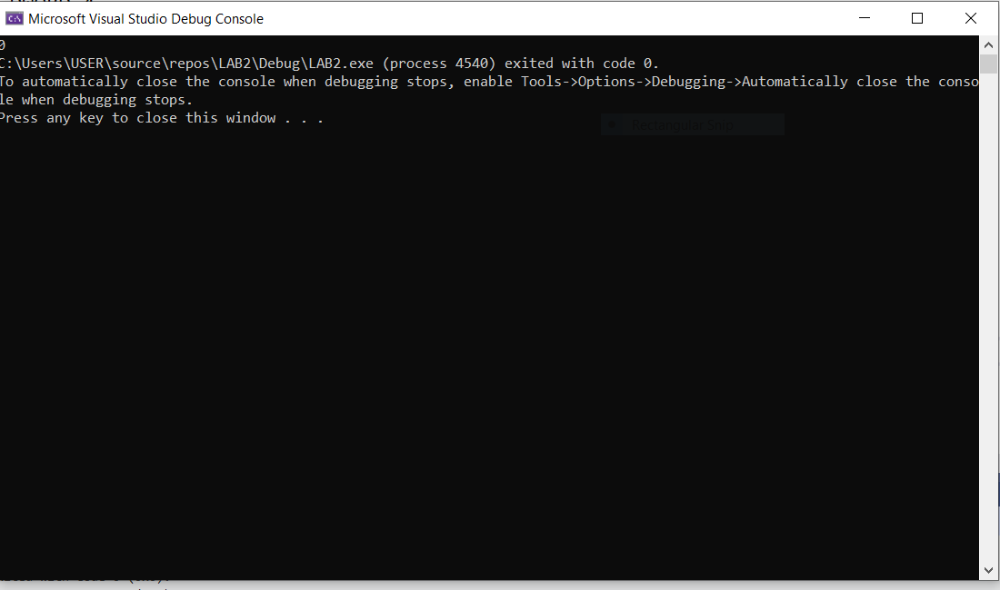 Microsoft Visual Studio Debug Console
0
C:\Users\USER\source\repos\LAB2\Debug\LAB2.exe (process 4540) exited with code 0.
To automatically close the console when debugging stops, enable Tools->Options->Debugging->Automatically close the conso
le when debugging stops.
Press any key to close this window . . .
Rectangular Snip